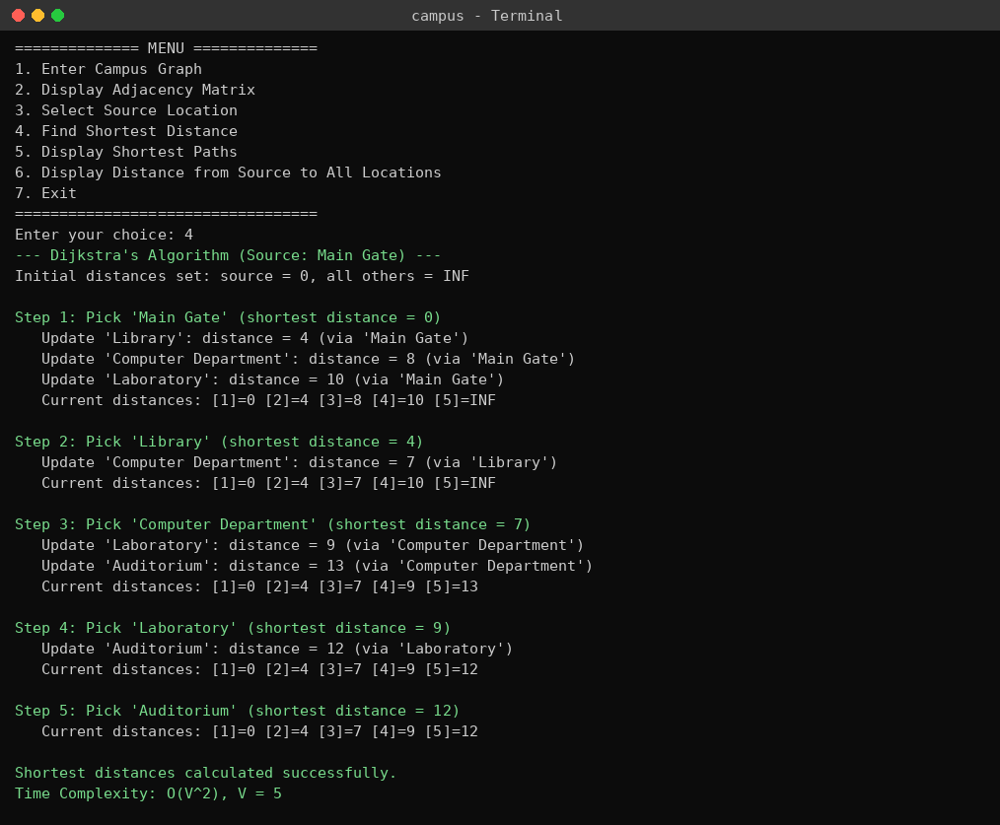 campus - Terminal
============== MENU ==============
1. Enter Campus Graph
2. Display Adjacency Matrix
3. Select Source Location
4. Find Shortest Distance
5. Display Shortest Paths
6. Display Distance from Source to All Locations
7. Exit
==================================
Enter your choice: 4
--- Dijkstra's Algorithm (Source: Main Gate) ---
Initial distances set: source = 0, all others = INF
Step 1: Pick 'Main Gate' (shortest distance = 0)
Update 'Library': distance = 4 (via 'Main Gate')
Update 'Computer Department': distance = 8 (via 'Main Gate')
Update 'Laboratory': distance = 10 (via 'Main Gate')
Current distances: [1]=0 [2]=4 [3]=8 [4]=10 [5]=INF
Step 2: Pick 'Library' (shortest distance = 4)
Update 'Computer Department': distance = 7 (via 'Library')
Current distances: [1]=0 [2]=4 [3]=7 [4]=10 [5]=INF
Step 3: Pick 'Computer Department' (shortest distance = 7)
Update 'Laboratory': distance = 9 (via 'Computer Department')
Update 'Auditorium': distance = 13 (via 'Computer Department')
Current distances: [1]=0 [2]=4 [3]=7 [4]=9 [5]=13
Step 4: Pick 'Laboratory' (shortest distance = 9)
Update 'Auditorium': distance = 12 (via 'Laboratory')
Current distances: [1]=0 [2]=4 [3]=7 [4]=9 [5]=12
Step 5: Pick 'Auditorium' (shortest distance = 12)
Current distances: [1]=0 [2]=4 [3]=7 [4]=9 [5]=12
Shortest distances calculated successfully.
Time Complexity: O(V^2), V = 5